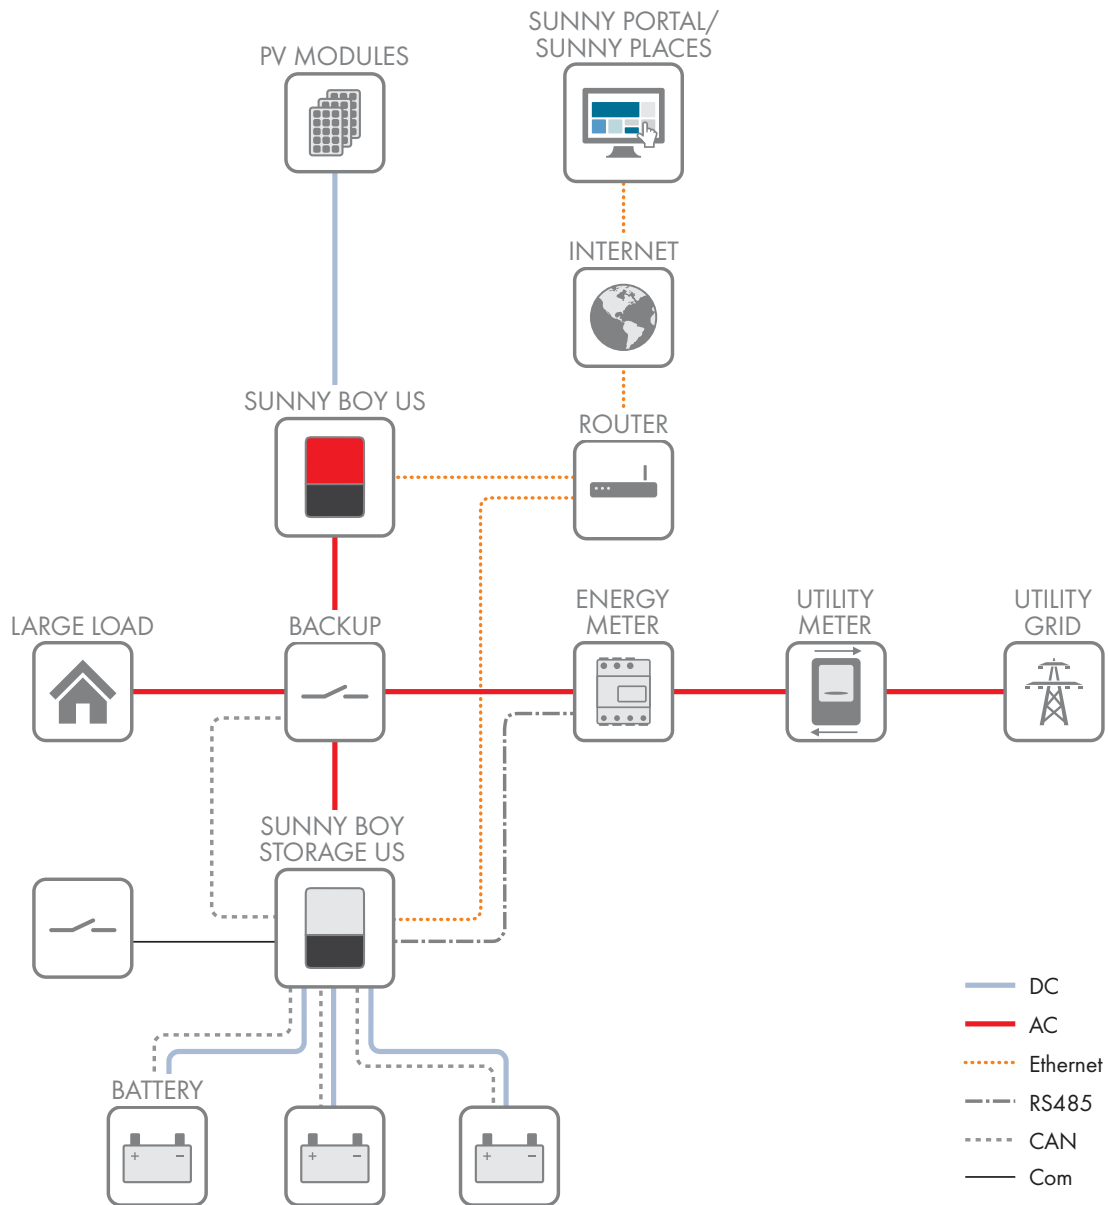 SUNNY PORTAL/
SUNNY PLACES
PV MODULES
INTERNET
SUNNY BOY US
ROUTER
ENERGY
METER
UTILITY
METER
UTILITY
GRID
LARGE LOAD
BACKUP
SUNNY BOY
STORAGE US
DC
AC
Ethernet
RS485
CAN
Com
BATTERY
+ −
+ −
+ −